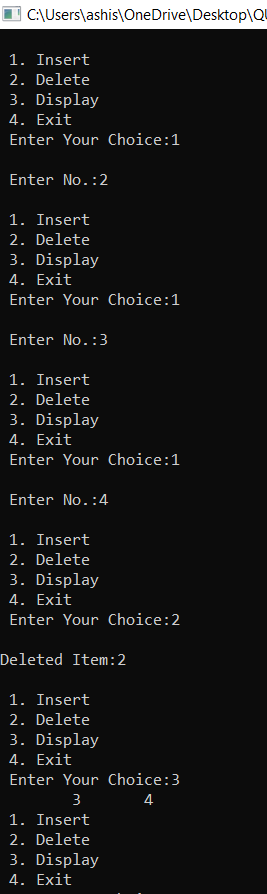 C:\Users\ashis\OneDrive\Desktop\QU
1. Insert
2. Delete
3. Display
4. Exit
Enter Your Choice:1
Enter No.:2
1. Insert
2. Delete
3. Display
4. Exit
Enter Your Choice:1
Enter No.:3
1. Insert
2. Delete
3. Display
4. Exit
Enter Your Choice:1
Enter No.:4
1. Insert
2. Delete
3. Display
4. Exit
Enter Your Choice:2
Deleted Item:2
1. Insert
2. Delete
3. Display
4. Exit
Enter Your Choice:3
3 4
1. Insert
2. Delete
3. Display
4. Exit